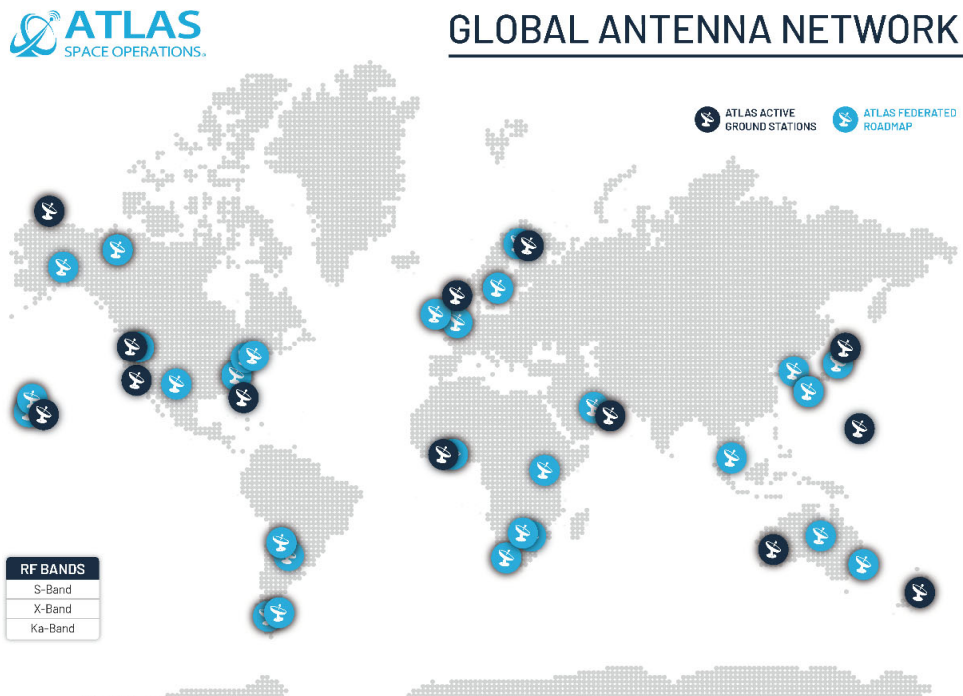 ATLAS
SPACE OPERATIONS®
GLOBAL ANTENNA NETWORK
ATLAS ACTIVE
GROUND STATIONS
ATLAS FEDERATED
ROADMAP
RF BANDS
S-Band
X-Band
Ka-Band